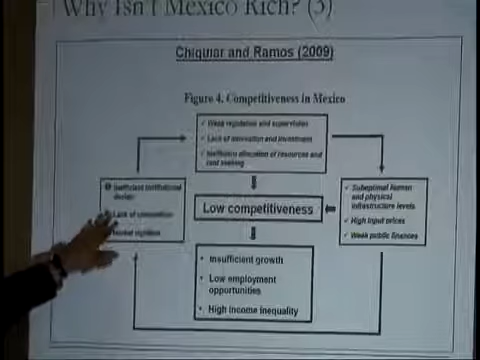 Why Isn't Mexico Rich? (3)
Chiquiar and Ramos (2009)
Figure 4. Competitiveness in Mexico
Weak regulation and supervision
Lack of innovation and investment
Inefficient allocation of resources and
rent seeking
Inefficient institutional
design
Lack of competition
Market rigidities
Low competitiveness
Suboptimal human
and physical
infrastructure levels
High input prices
Weak public finances
Insufficient growth
Low employment
opportunities
High income inequality